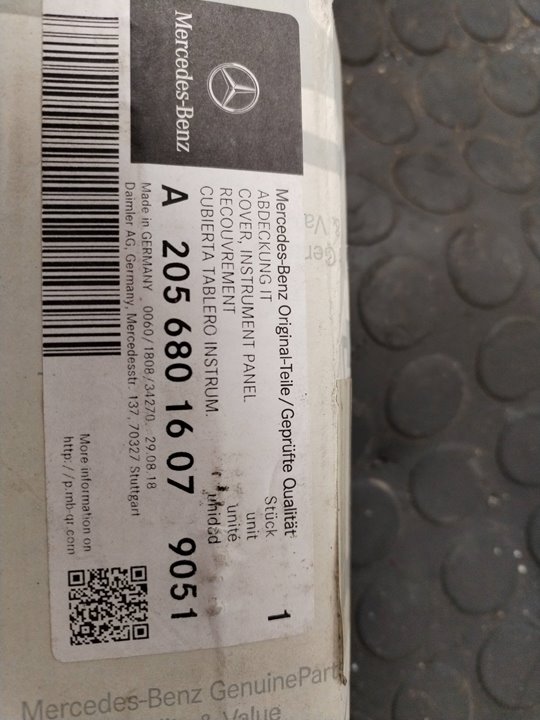 Mercedes-Benz
Mercedes-Benz Original-Teile/Geprüfte Qualität
ABDECKUNG IT
COVER, INSTRUMENT PANEL
RECOUVREMENT
CUBIERTA TABLERO INSTRUM.
Stück
unit
unité
unidad
1
A 205 680 16 07 9051
Made in GERMANY 0060/1808/34270 29.08.18
Daimler AG, Germany, Mercedesstr. 137, 70327 Stuttgart
More information on
http://p.mb-qr.com
Mercedes-Benz GenuineParts
& Value